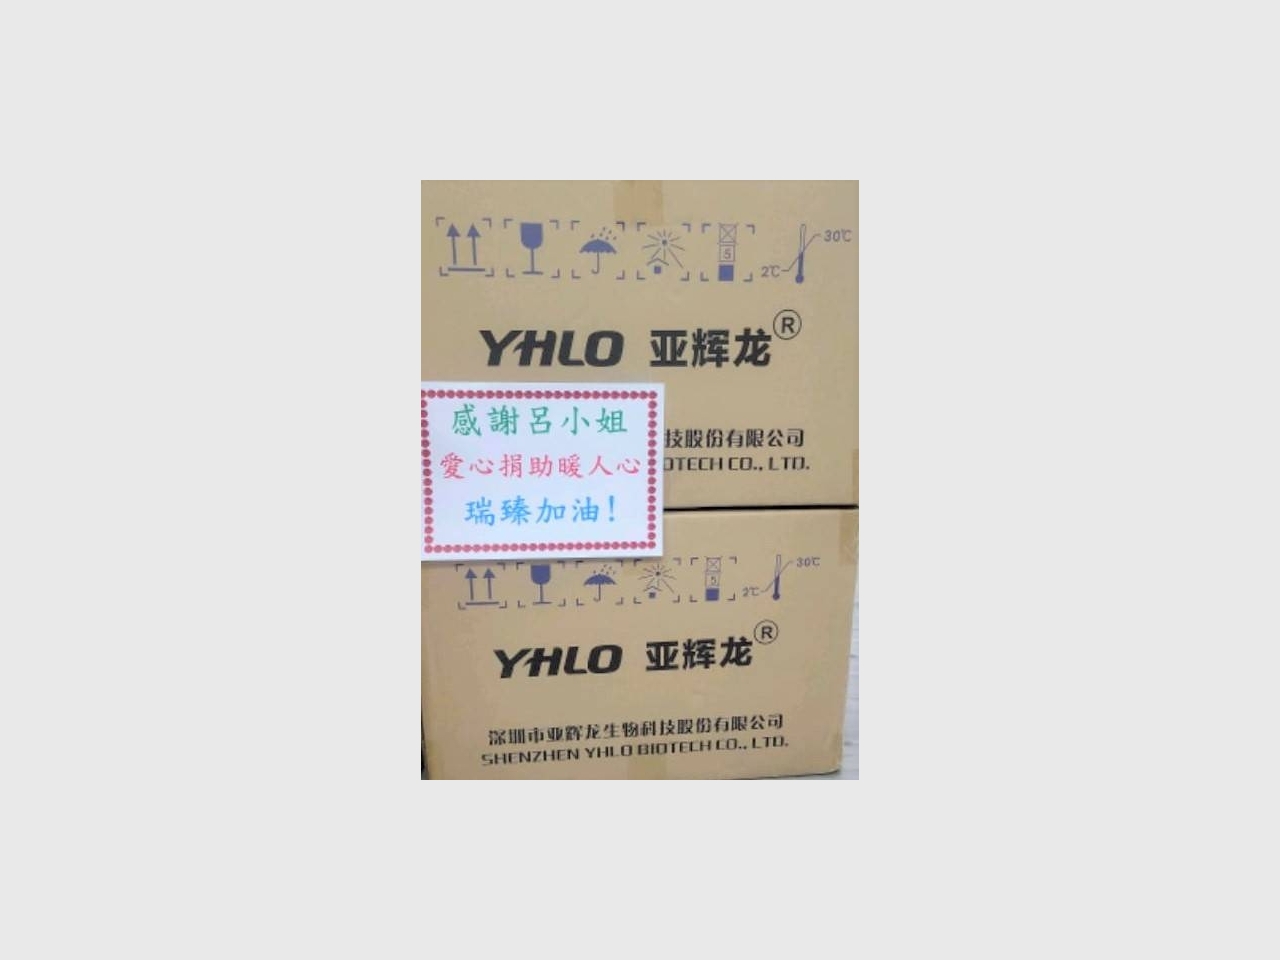 30℃
5
2℃
YHLO 亚辉龙®
感謝呂小姐
愛心捐助暖人心
瑞臻加油!
技股份有限公司
OTECH CO., LTD.
30℃
5
2℃
YHLO 亚辉龙®
深圳市亚辉龙生物科技股份有限公司
SHENZHEN YHLO BIOTECH CO., LTD.